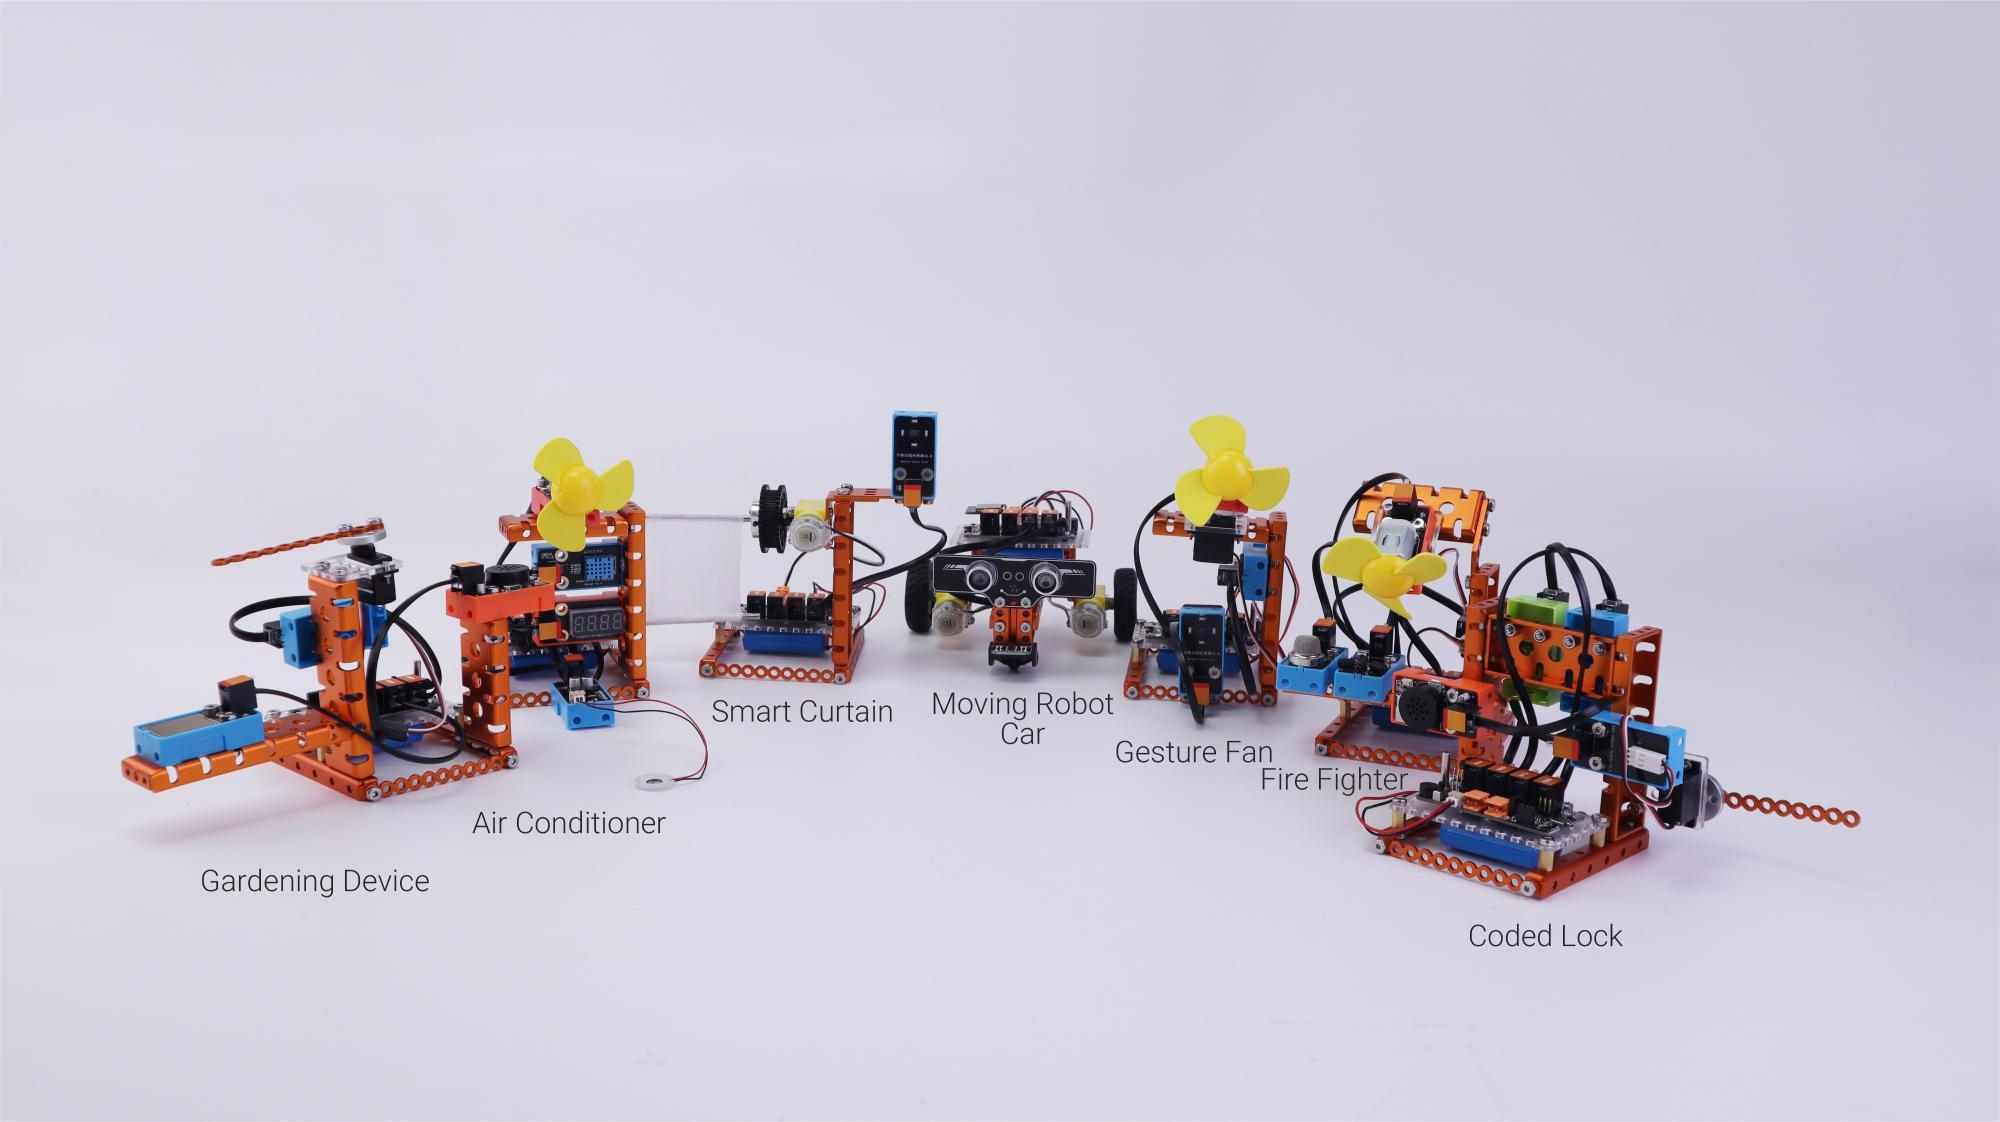 Smart Curtain
Moving Robot
Car
Gesture Fan
Fire Fighter
Air Conditioner
Gardening Device
Coded Lock